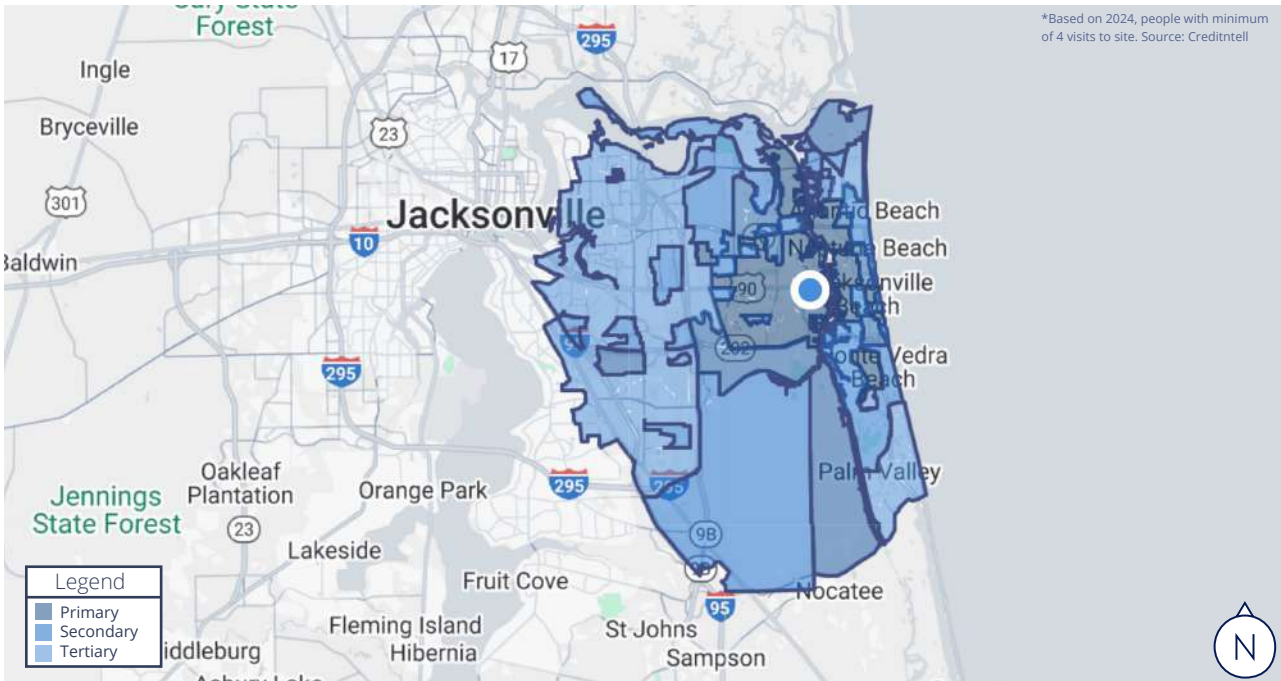 Forest
*Based on 2024, people with minimum
of 4 visits to site. Source: Creditntell
295
17
Ingle
Bryceville
23
301
Jacksonville
Atlantic Beach
10
Neptune Beach
Baldwin
90
Jacksonville
Beach
202
Ponte Vedra
Beach
295
Oakleaf
Plantation
Palm Valley
Jennings
State Forest
Orange Park
295
295
23
9B
Lakeside
Fruit Cove
Nocatee
95
Legend
Primary
Secondary
Tertiary
Fleming Island
Hibernia
St Johns
Sampson
iddleburg
N